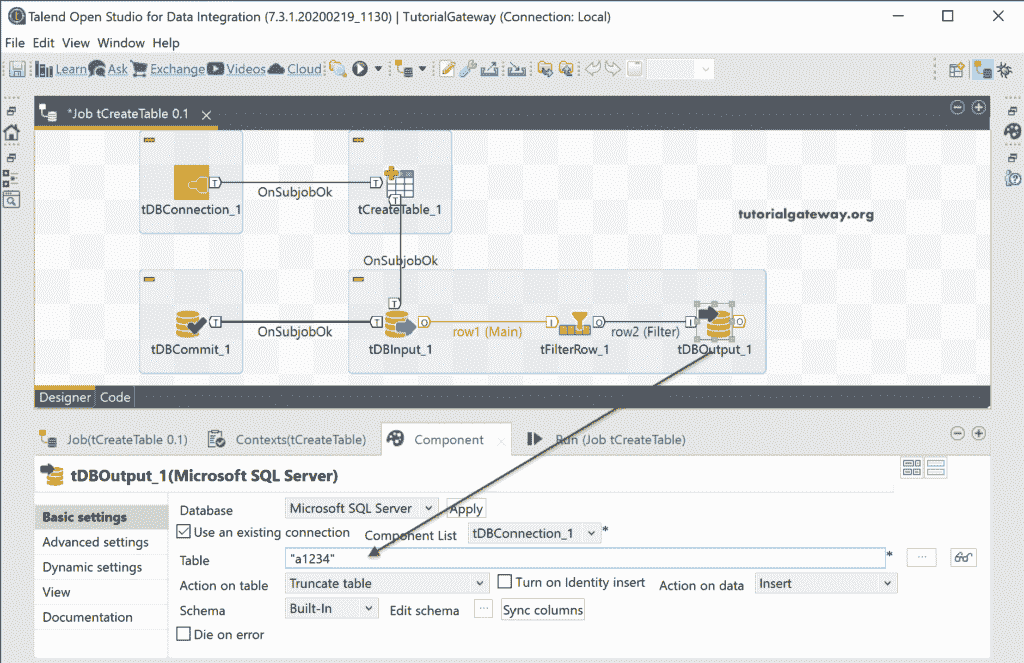 Talend Open Studio for Data Integration (7.3.1.20200219_1130) | TutorialGateway (Connection: Local)
File Edit View Window Help
Learn Ask Exchange Videos Cloud
*Job tCreateTable 0.1
OnSubjobOk
tDBConnection_1
tCreateTable_1
tutorialgateway.org
OnSubjobOk
row1 (Main)
OnSubjobOk
row2 (Filter)
tDBCommit_1
tDBInput_1
tFilterRow_1
tDBOutput_1
Designer Code
Job(tCreateTable 0.1) Contexts(tCreateTable) Component Run (Job tCreateTable)
tDBOutput_1(Microsoft SQL Server)
Basic settings
Advanced settings
Dynamic settings
View
Documentation
Database Microsoft SQL Server Apply
Use an existing connection Component List tDBConnection_1 *
Table "a1234" * ...
Action on table Truncate table Turn on Identity insert Action on data Insert
Schema Built-In Edit schema ... Sync columns
Die on error